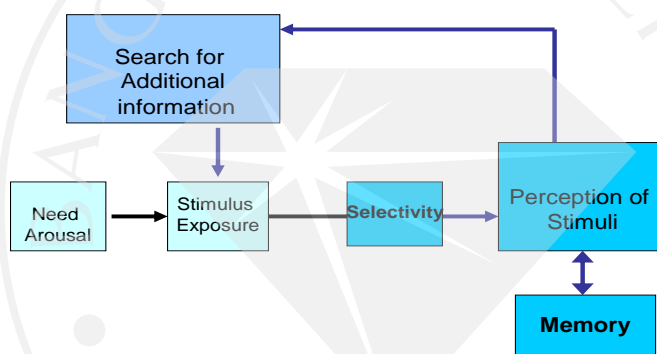 Search for
Additional
information
Need
Arousal
Stimulus
Exposure
Selectivity
Perception of
Stimuli
Memory